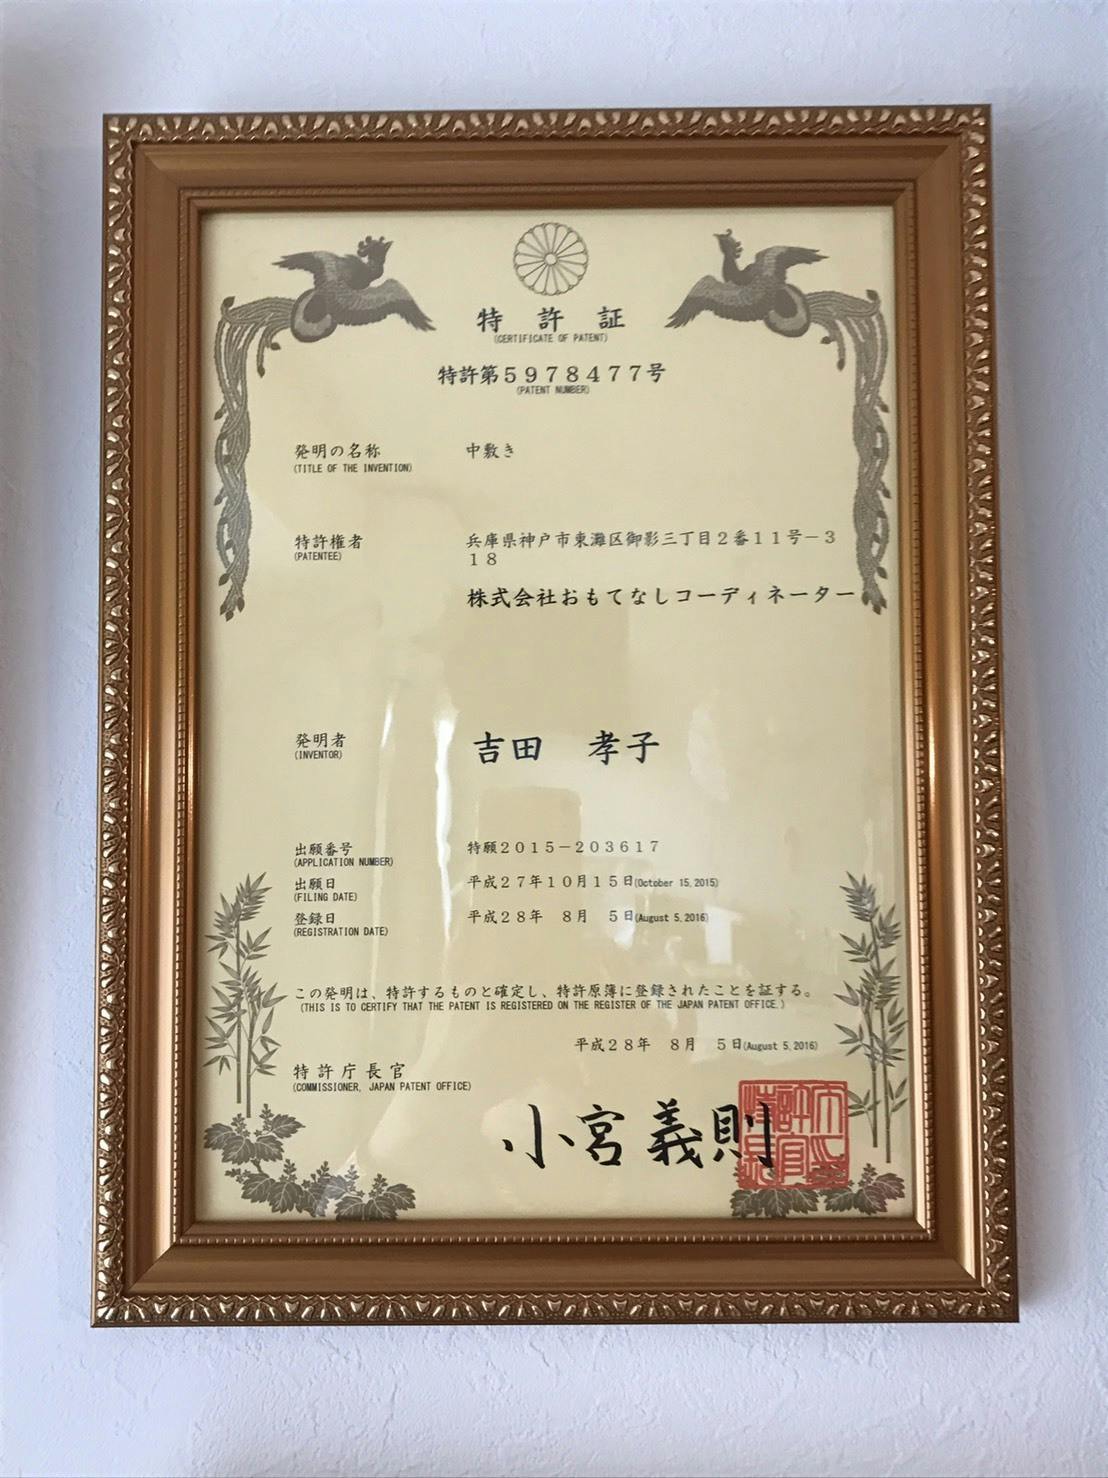 特許証
(CERTIFICATE OF PATENT)
特許第5978477号
(PATENT NUMBER)
発明の名称 中敷き
(TITLE OF THE INVENTION)
特許権者 兵庫県神戸市東灘区御影三丁目2番11号－3
(PATENTEE) 18
株式会社おもてなしコーディネーター
発明者 吉田 孝子
(INVENTOR)
出願番号 特願2015－203617
(APPLICATION NUMBER)
出願日 平成27年10月15日(October 15,2015)
(FILING DATE)
登録日 平成28年 8月 5日(August 5,2016)
(REGISTRATION DATE)
この発明は、特許するものと確定し、特許原簿に登録されたことを証する。
(THIS IS TO CERTIFY THAT THE PATENT IS REGISTERED ON THE REGISTER OF THE JAPAN PATENT OFFICE.)
平成28年 8月 5日(August 5,2016)
特許庁長官
(COMMISSIONER, JAPAN PATENT OFFICE)
小宮義則